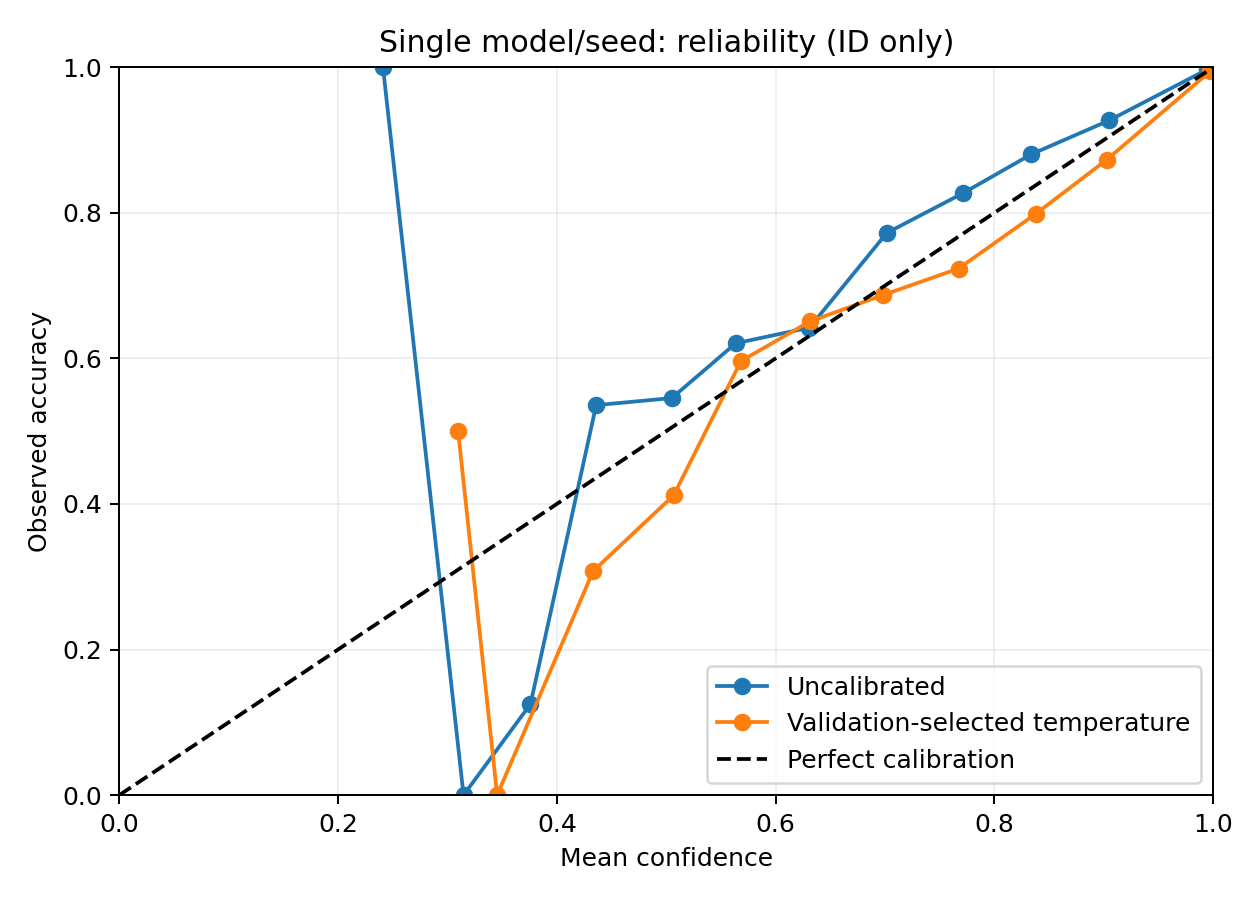 Single model/seed: reliability (ID only)
1.0
0.8
0.6
0.4
0.2
0.0
Observed accuracy
Uncalibrated
Validation-selected temperature
Perfect calibration
0.0 0.2 0.4 0.6 0.8 1.0
Mean confidence